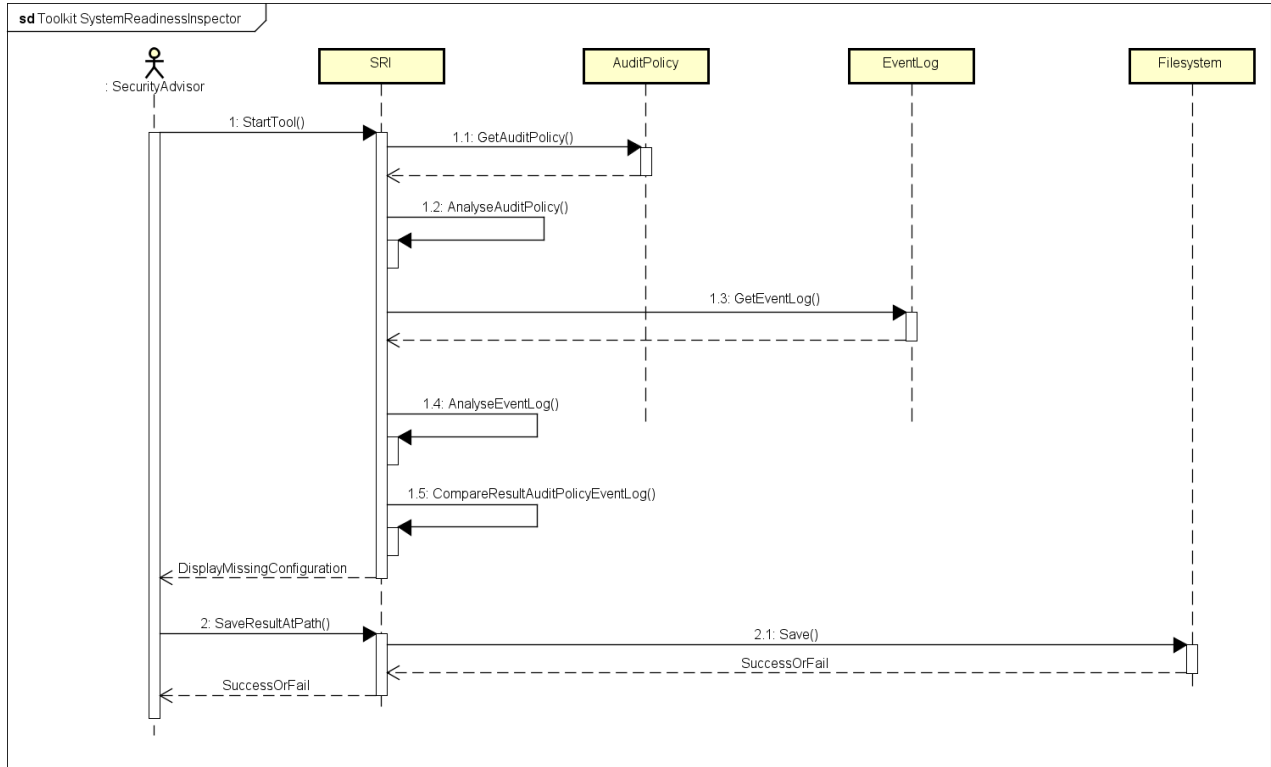 sd Toolkit SystemReadinessInspector
: SecurityAdvisor
SRI
AuditPolicy
EventLog
Filesystem
1: StartTool()
1.1: GetAuditPolicy()
1.2: AnalyseAuditPolicy()
1.3: GetEventLog()
1.4: AnalyseEventLog()
1.5: CompareResultAuditPolicyEventLog()
DisplayMissingConfiguration
2: SaveResultAtPath()
2.1: Save()
SuccessOrFail
SuccessOrFail